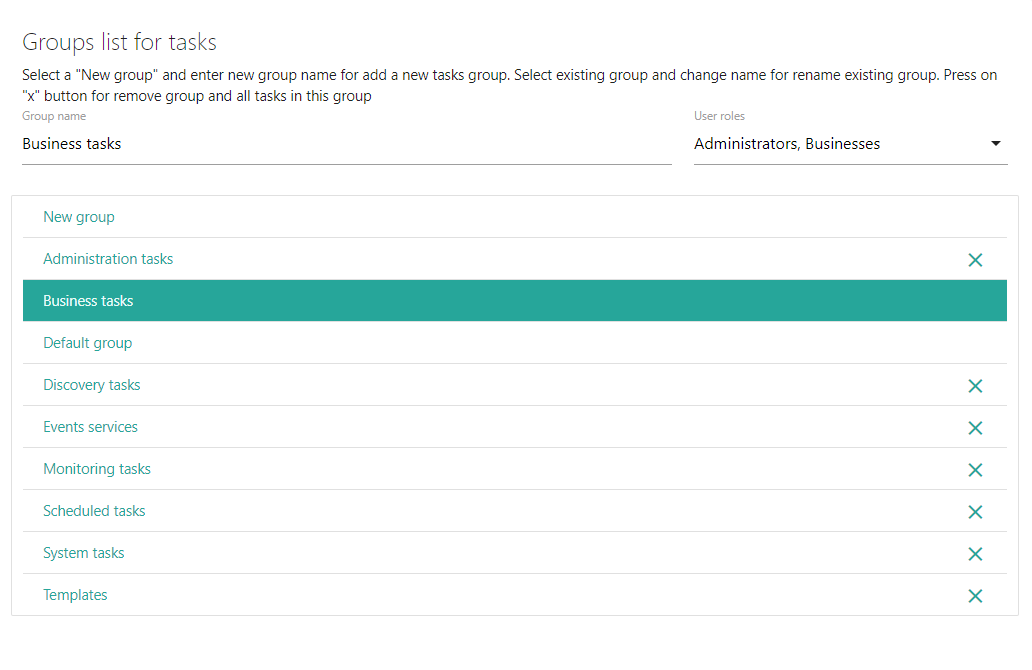 Groups list for tasks
Select a "New group" and enter new group name for add a new tasks group. Select existing group and change name for rename existing group. Press on
"x" button for remove group and all tasks in this group
Group name
User roles
Business tasks
Administrators, Businesses
New group
Administration tasks
Business tasks
Default group
Discovery tasks
Events services
Monitoring tasks
Scheduled tasks
System tasks
Templates